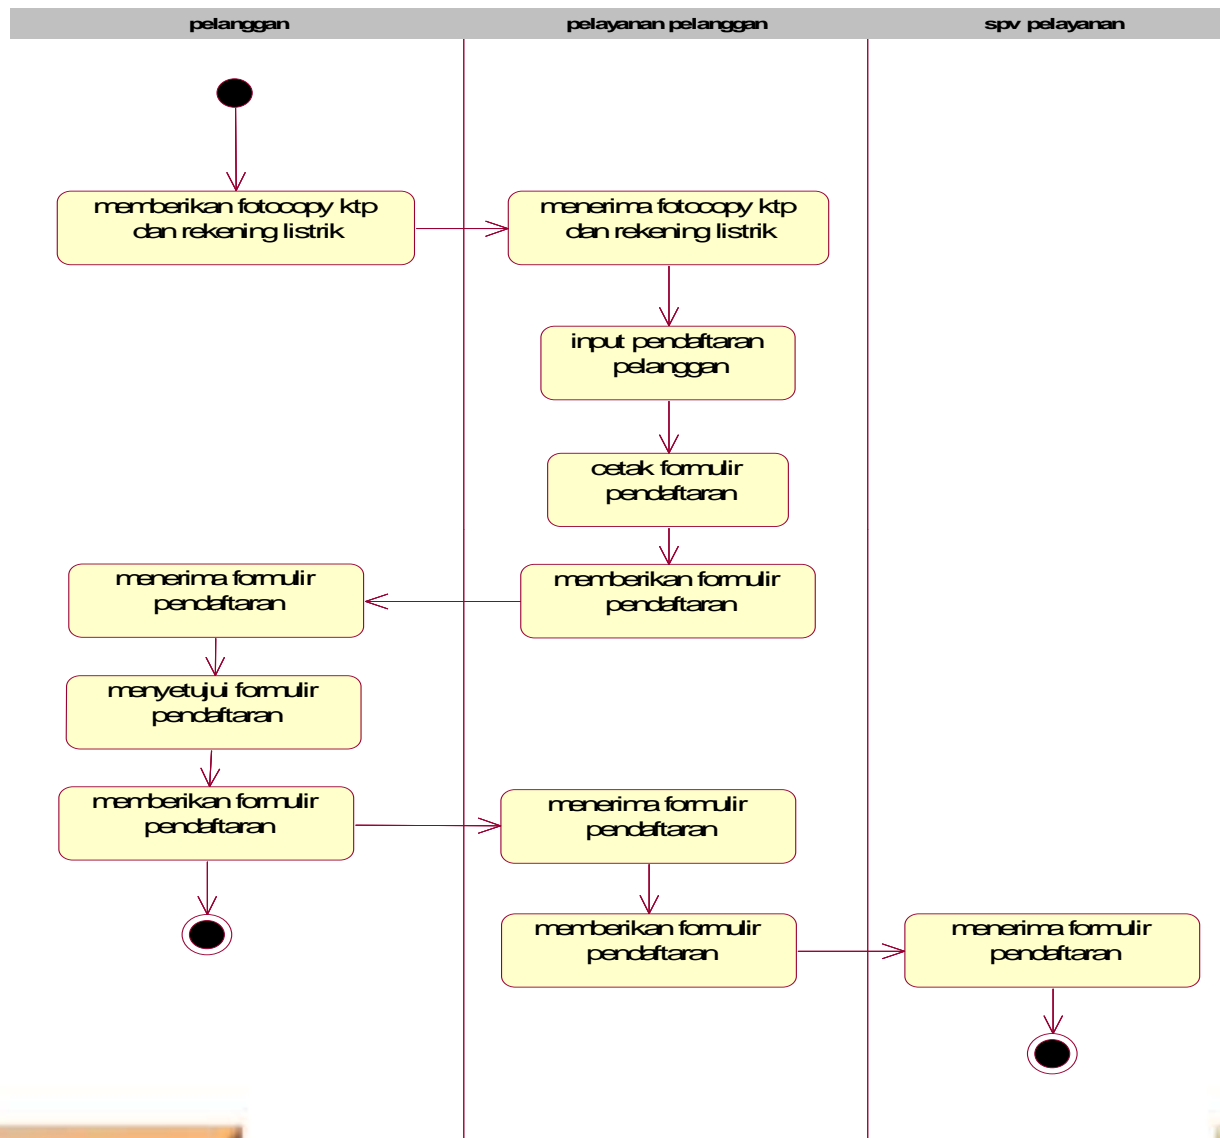 pelanggan
pelayanan pelanggan
spv pelayanan
memberikan fotocopy ktp
dan rekening listrik
menerima fotocopy ktp
dan rekening listrik
input pendaftaran
pelanggan
cetak formulir
pendaftaran
memberikan formulir
pendaftaran
menerima formulir
pendaftaran
menyetujui formulir
pendaftaran
memberikan formulir
pendaftaran
menerima formulir
pendaftaran
memberikan formulir
pendaftaran
menerima formulir
pendaftaran